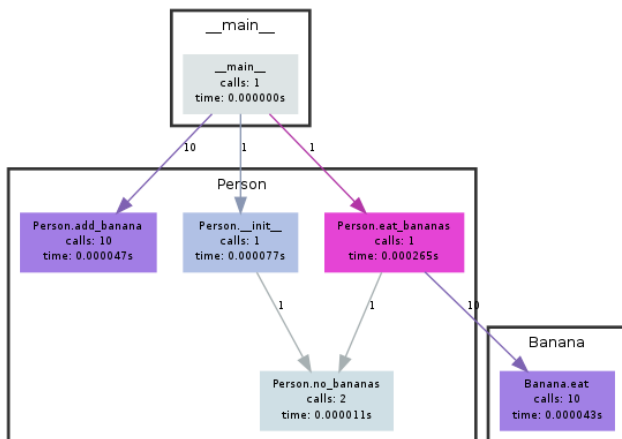 __main__
__main__
calls: 1
time: 0.000000s
10
1
1
Person
Person.add_banana
calls: 10
time: 0.000047s
Person.__init__
calls: 1
time: 0.000077s
Person.eat_bananas
calls: 1
time: 0.000265s
1
1
10
Banana
Person.no_bananas
calls: 2
time: 0.000011s
Banana.eat
calls: 10
time: 0.000043s